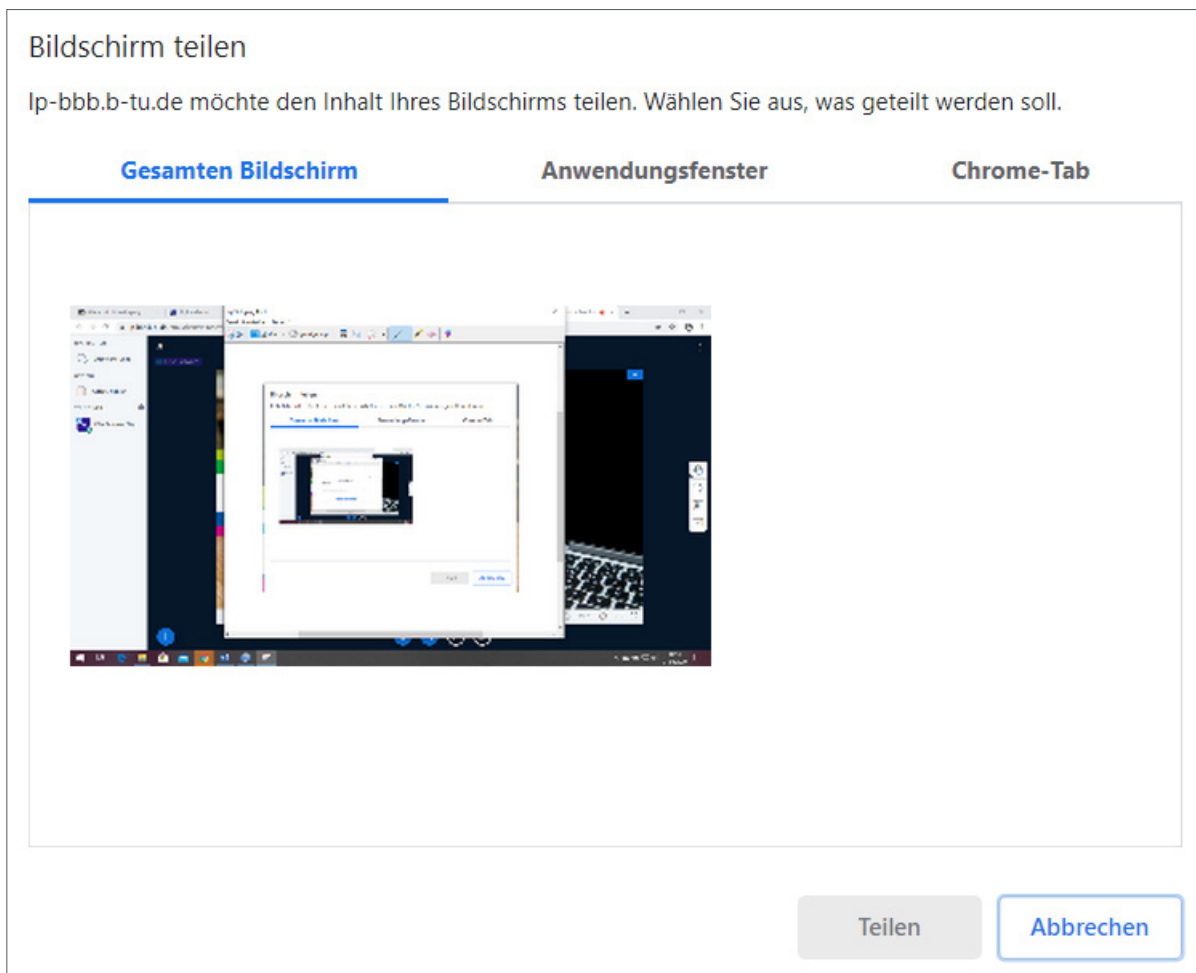 Bildschirm teilen
lp-bbb.b-tu.de möchte den Inhalt Ihres Bildschirms teilen. Wählen Sie aus, was geteilt werden soll.
Gesamten Bildschirm Anwendungsfenster Chrome-Tab
Teilen Abbrechen